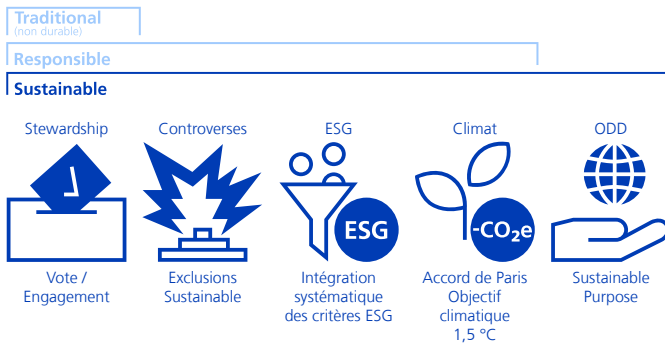 Traditional
(non durable)
Responsible
Sustainable
Stewardship
Controverses
ESG
Climat
ODD
ESG
-CO₂e
Vote /
Engagement
Exclusions
Sustainable
Intégration
systématique
des critères ESG
Accord de Paris
Objectif
climatique
1,5 °C
Sustainable
Purpose